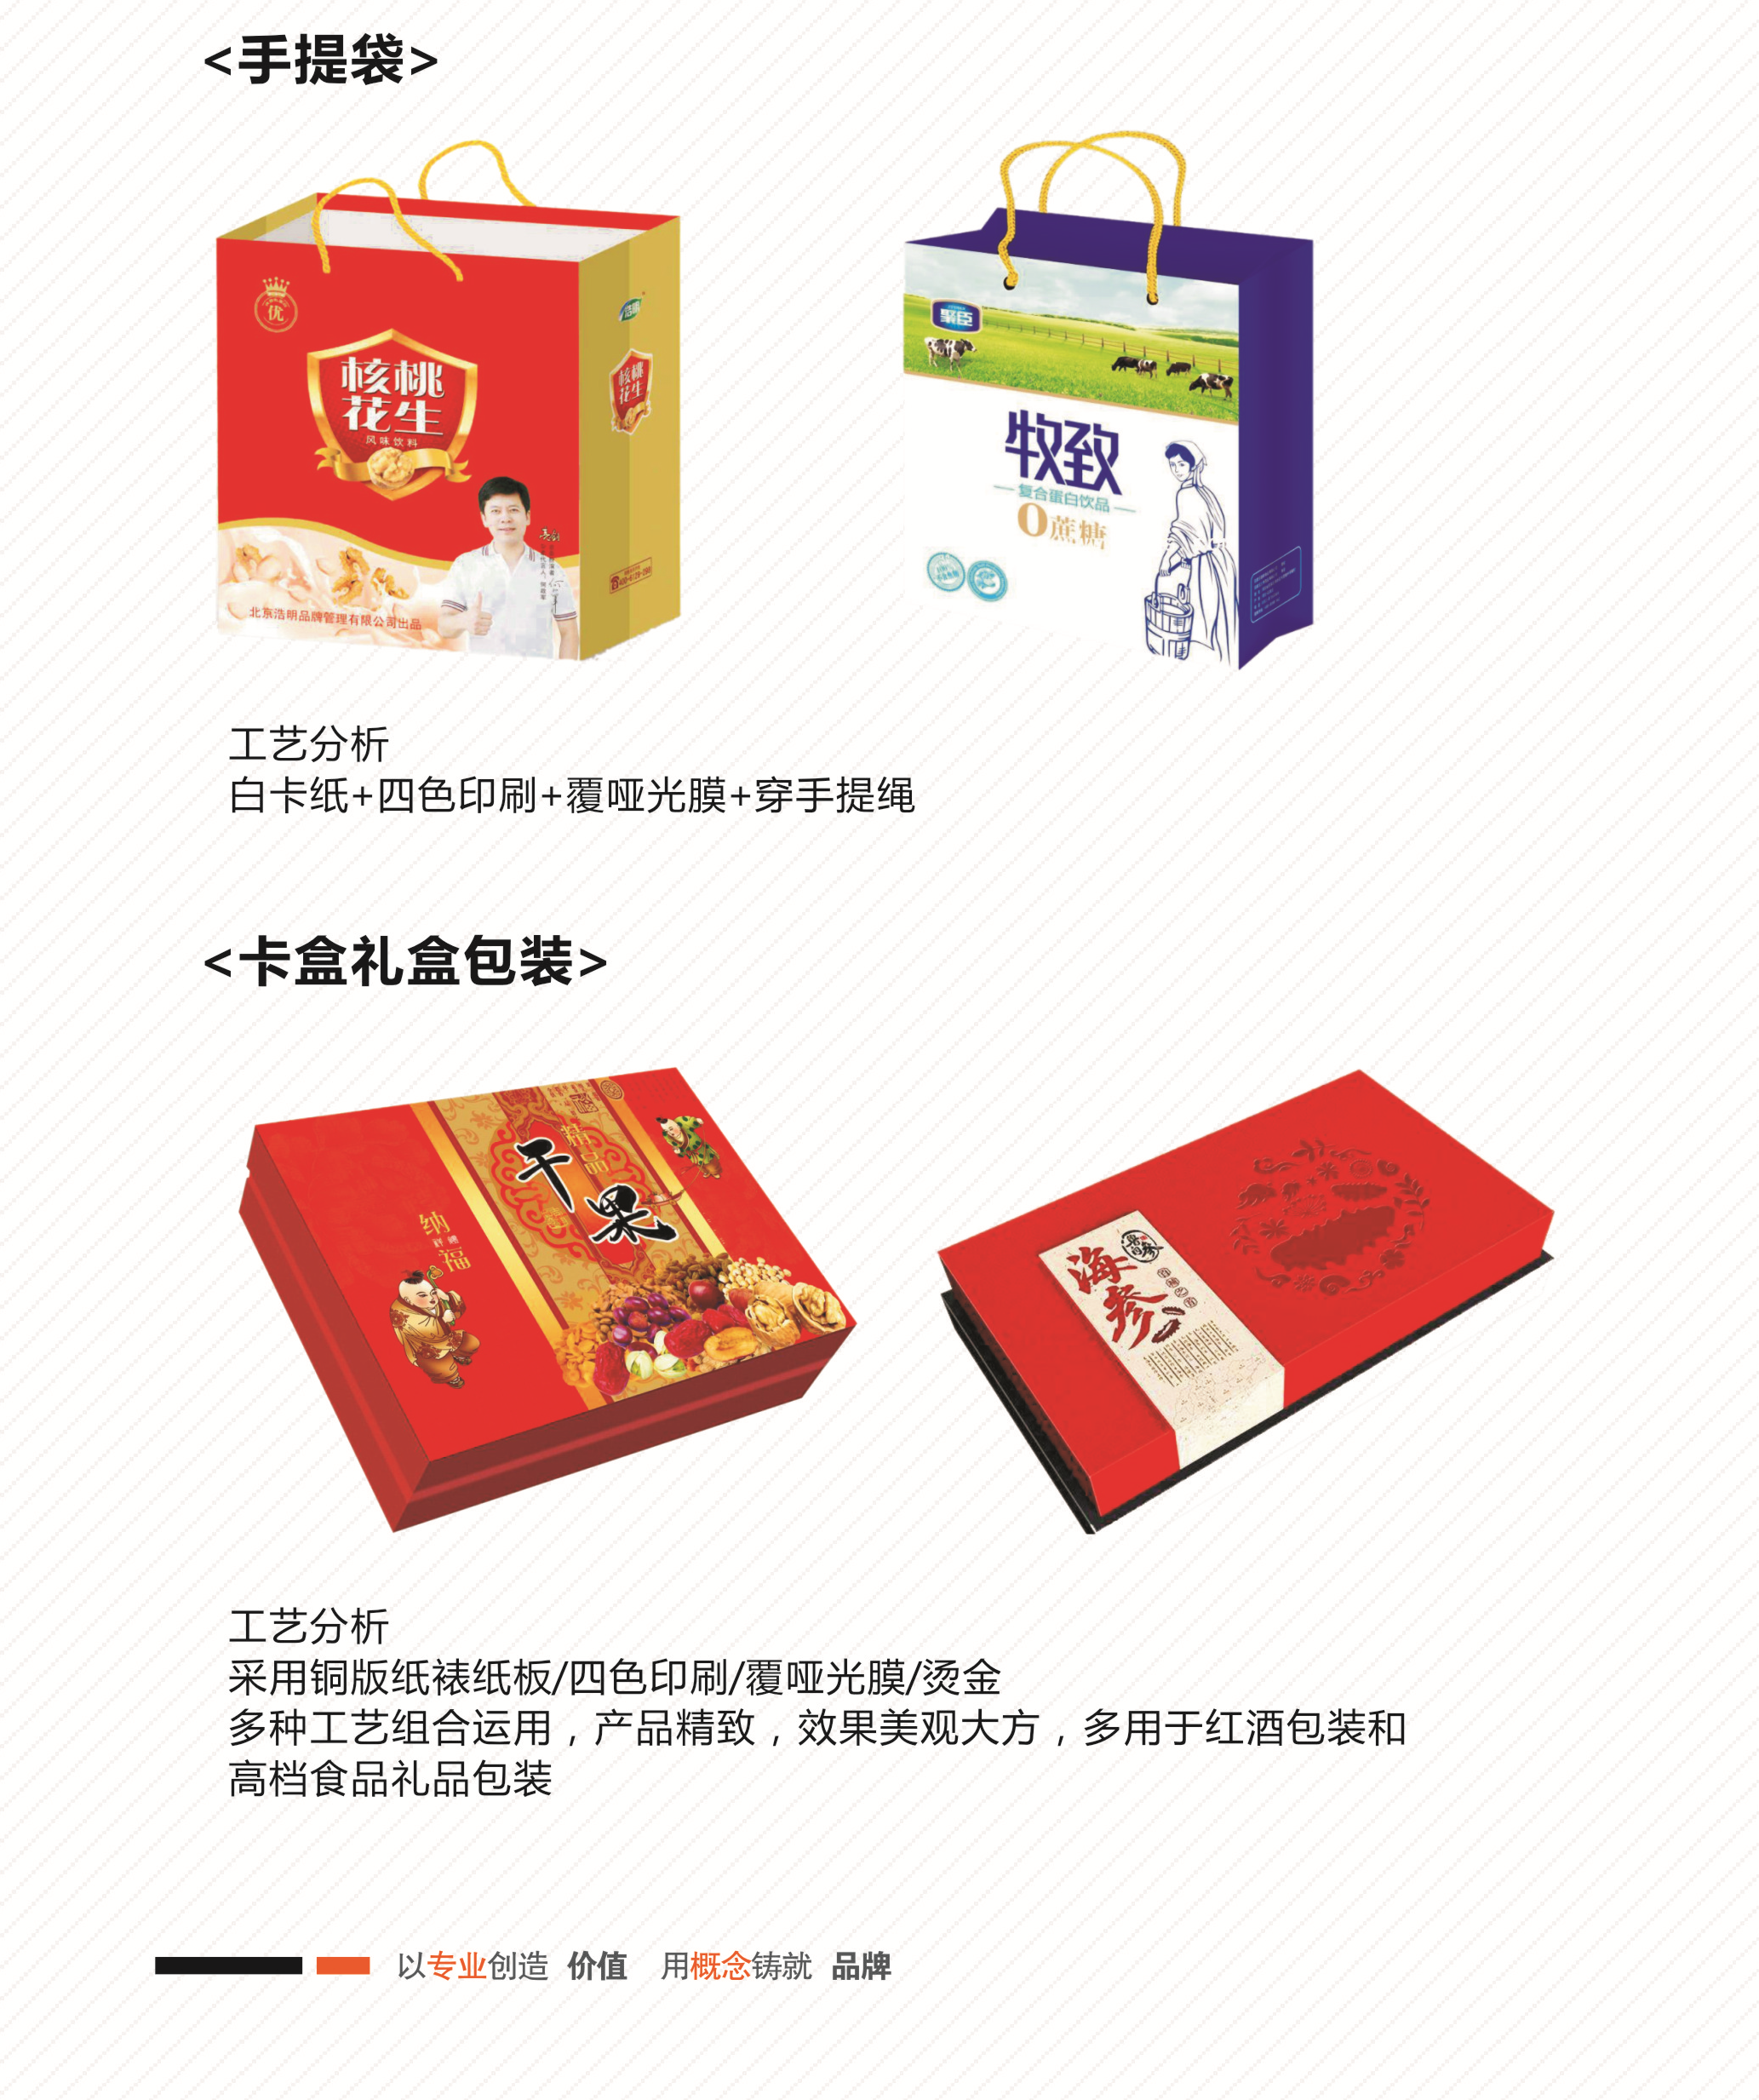 <手提袋>
优
核桃
花生
风味饮料
北京浩明品牌管理有限公司出品
核桃
花生
聚臣
牧致
复合蛋白饮品
0蔗糖
工艺分析
白卡纸+四色印刷+覆哑光膜+穿手提绳
<卡盒礼盒包装>
精品
干果
纳福
海参
工艺分析
采用铜版纸裱纸板/四色印刷/覆哑光膜/烫金
多种工艺组合运用，产品精致，效果美观大方，多用于红酒包装和
高档食品礼品包装
以专业创造 价值 用概念铸就 品牌